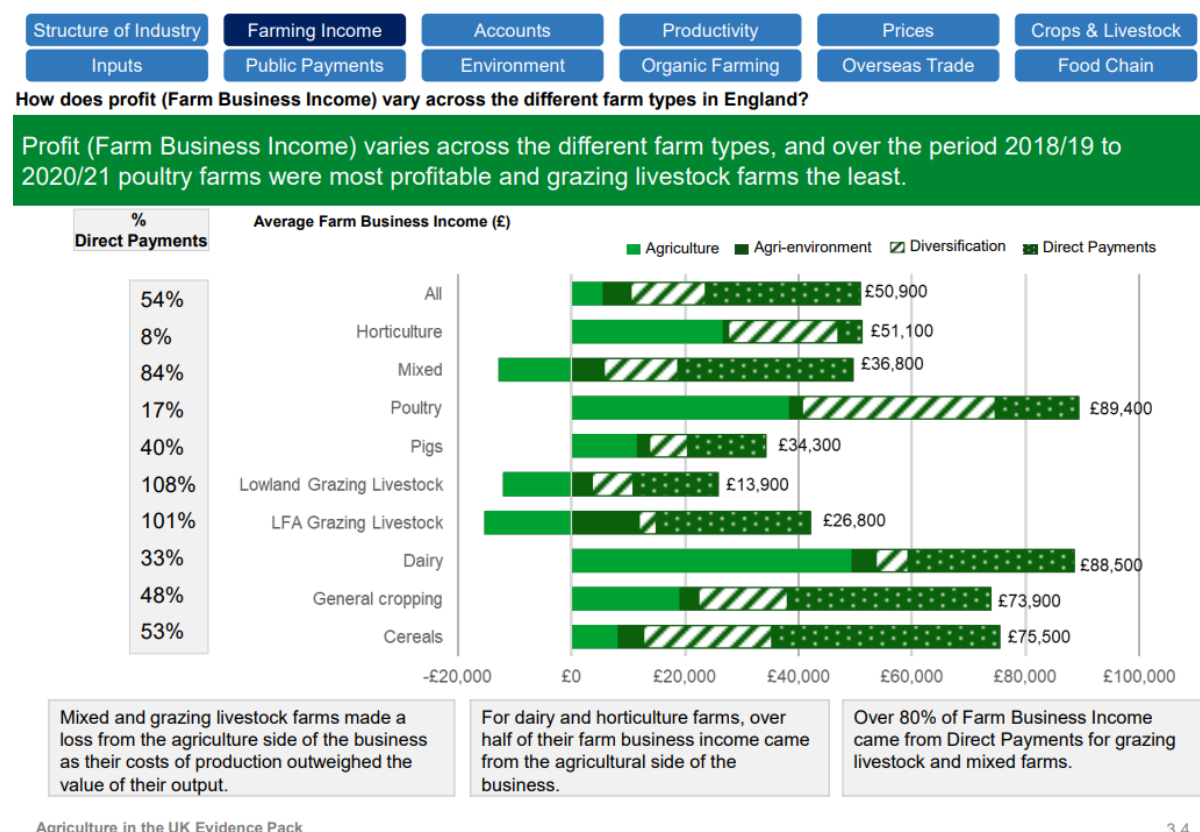 Structure of Industry
Farming Income
Accounts
Productivity
Prices
Crops & Livestock
Inputs
Public Payments
Environment
Organic Farming
Overseas Trade
Food Chain
How does profit (Farm Business Income) vary across the different farm types in England?
Profit (Farm Business Income) varies across the different farm types, and over the period 2018/19 to
2020/21 poultry farms were most profitable and grazing livestock farms the least.
%
Direct Payments
Average Farm Business Income (£)
Agriculture
Agri-environment
Diversification
Direct Payments
54%
All
£50,900
8%
Horticulture
£51,100
84%
Mixed
£36,800
17%
Poultry
£89,400
40%
Pigs
£34,300
108%
Lowland Grazing Livestock
£13,900
101%
LFA Grazing Livestock
£26,800
33%
Dairy
£88,500
48%
General cropping
£73,900
53%
Cereals
£75,500
-£20,000
£0
£20,000
£40,000
£60,000
£80,000
£100,000
Mixed and grazing livestock farms made a
loss from the agriculture side of the business
as their costs of production outweighed the
value of their output.
For dairy and horticulture farms, over
half of their farm business income came
from the agricultural side of the
business.
Over 80% of Farm Business Income
came from Direct Payments for grazing
livestock and mixed farms.
Agriculture in the UK Evidence Pack
3.4